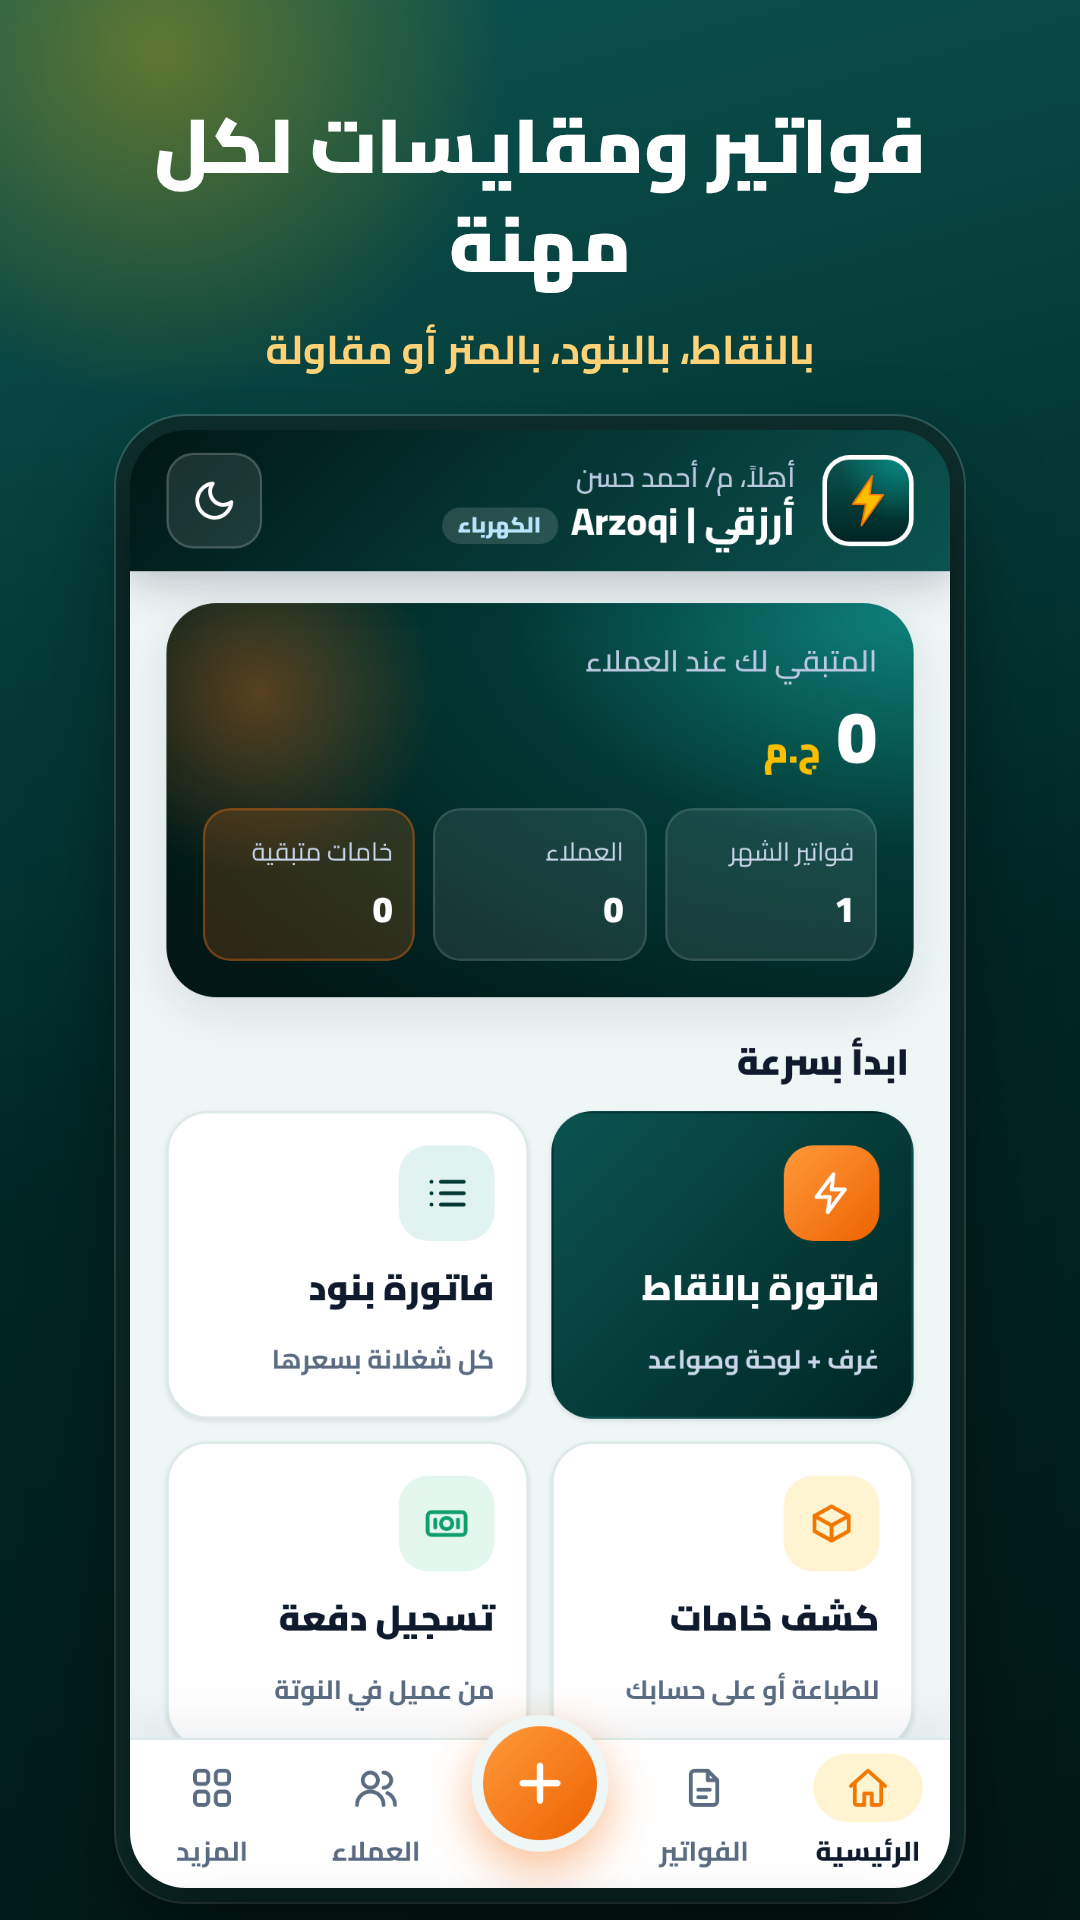 فواتير ومقايسات لكل
مهنة
بالنقاط، بالبنود، بالمتر أو مقاولة
أهلاً، م/ أحمد حسن
أرزقي | Arzoqi الكهرباء
المتبقي لك عند العملاء
0 ج.م
فواتير الشهر
1
العملاء
0
خامات متبقية
0
ابدأ بسرعة
فاتورة بالنقاط
غرف + لوحة وصواعد
فاتورة بنود
كل شغلانة بسعرها
كشف خامات
للطباعة أو على حسابك
تسجيل دفعة
من عميل في النوتة
الرئيسية
الفواتير
العملاء
المزيد